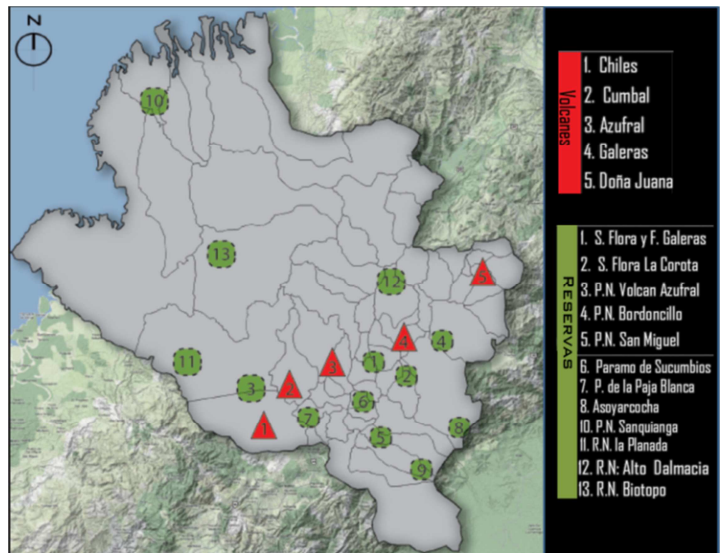 N
10
13
12
5
4
4
1
11
3
2
3
2
6
7
1
5
8
9
Volcanes
1. Chiles
2. Cumbal
3. Azufral
4. Galeras
5. Doña Juana
RESERVAS
1. S. Flora y F. Galeras
2. S. Flora La Corota
3. P.N. Volcan Azufral
4. P.N. Bordoncillo
5. P.N. San Miguel
6. Paramo de Sucumbios
7. P. de la Paja Blanca
8. Asoyarcocha
10. P.N. Sanquianga
11. R.N. la Planada
12. R.N: Alto Dalmacia
13. R.N. Biotopo